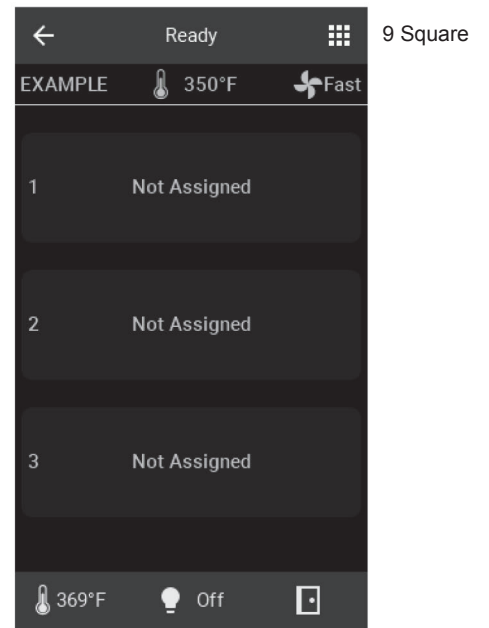 Ready
9 Square
EXAMPLE 350°F Fast
1 Not Assigned
2 Not Assigned
3 Not Assigned
369°F Off